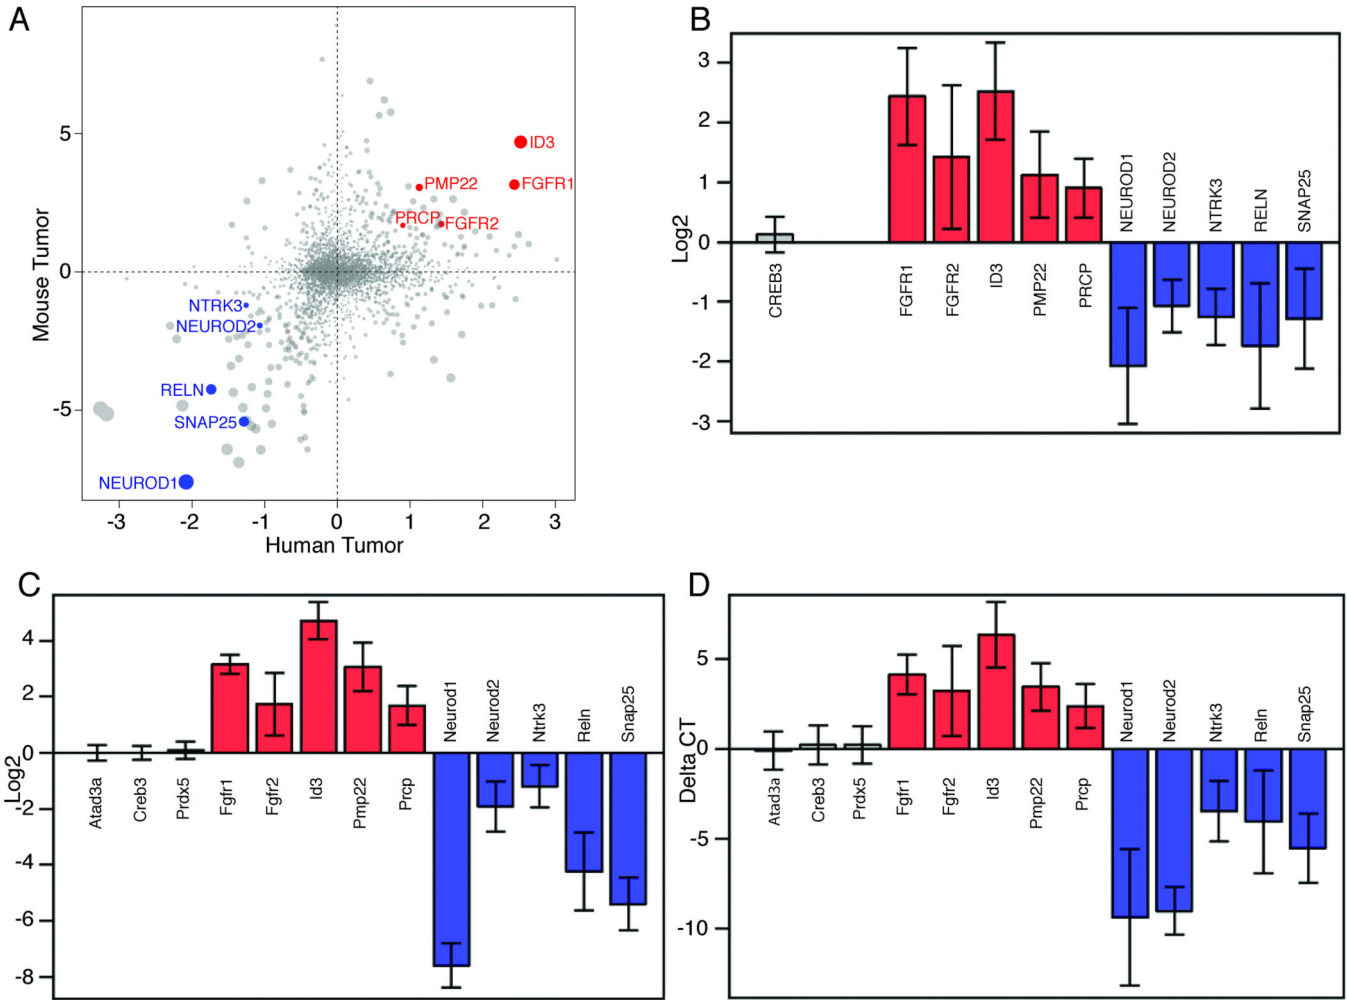 A
Mouse Tumor
5
0
-5
ID3
PMP22
FGFR1
PRCP
FGFR2
NTRK3
NEUROD2
RELN
SNAP25
NEUROD1
-3 -2 -1 0 1 2 3
Human Tumor
B
Log2
3
2
1
0
-1
-2
-3
CREB3
FGFR1
FGFR2
ID3
PMP22
PRCP
NEUROD1
NEUROD2
NTRK3
RELN
SNAP25
C
Log2
4
2
0
-2
-4
-6
-8
Atad3a
Creb3
Prdx5
Fgfr1
Fgfr2
Id3
Pmp22
Prcp
Neurod1
Neurod2
Ntrk3
Reln
Snap25
D
Delta CT
5
0
-5
-10
Atad3a
Creb3
Prdx5
Fgfr1
Fgfr2
Id3
Pmp22
Prcp
Neurod1
Neurod2
Ntrk3
Reln
Snap25